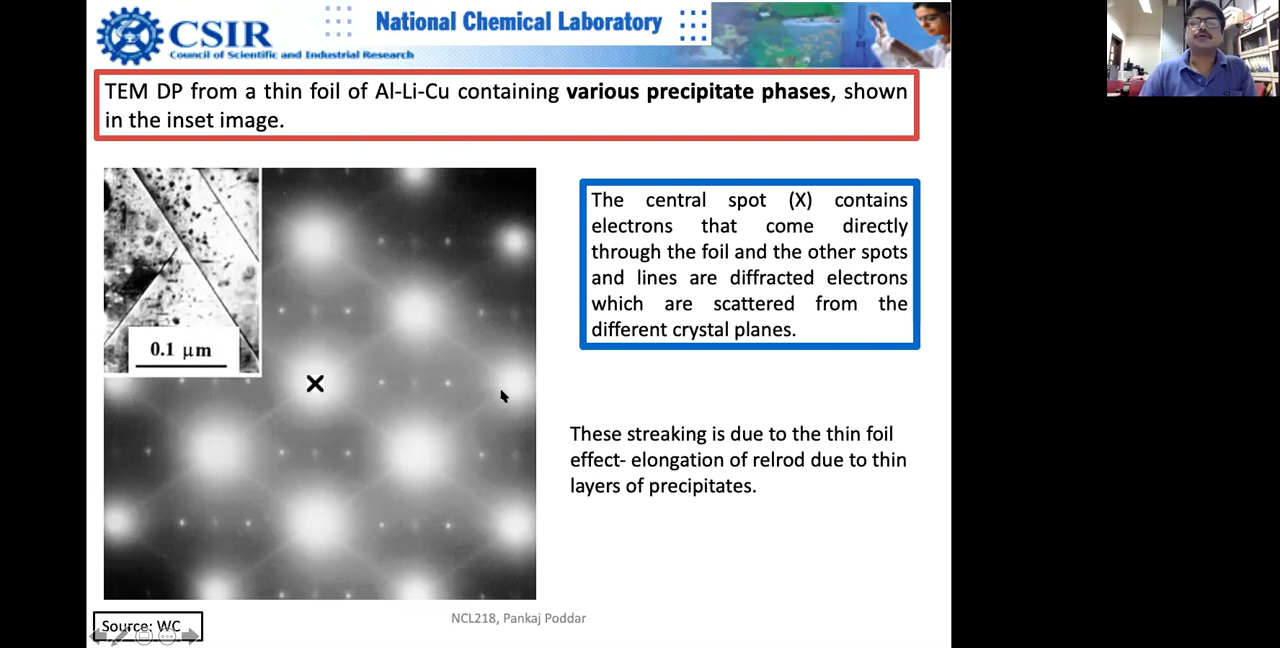 CSIR
Council of Scientific and Industrial Research
National Chemical Laboratory
TEM DP from a thin foil of Al-Li-Cu containing various precipitate phases, shown
in the inset image.
0.1 μm
X
The central spot (X) contains
electrons that come directly
through the foil and the other spots
and lines are diffracted electrons
which are scattered from the
different crystal planes.
These streaking is due to the thin foil
effect- elongation of relrod due to thin
layers of precipitates.
Source: WC
NCL218, Pankaj Poddar